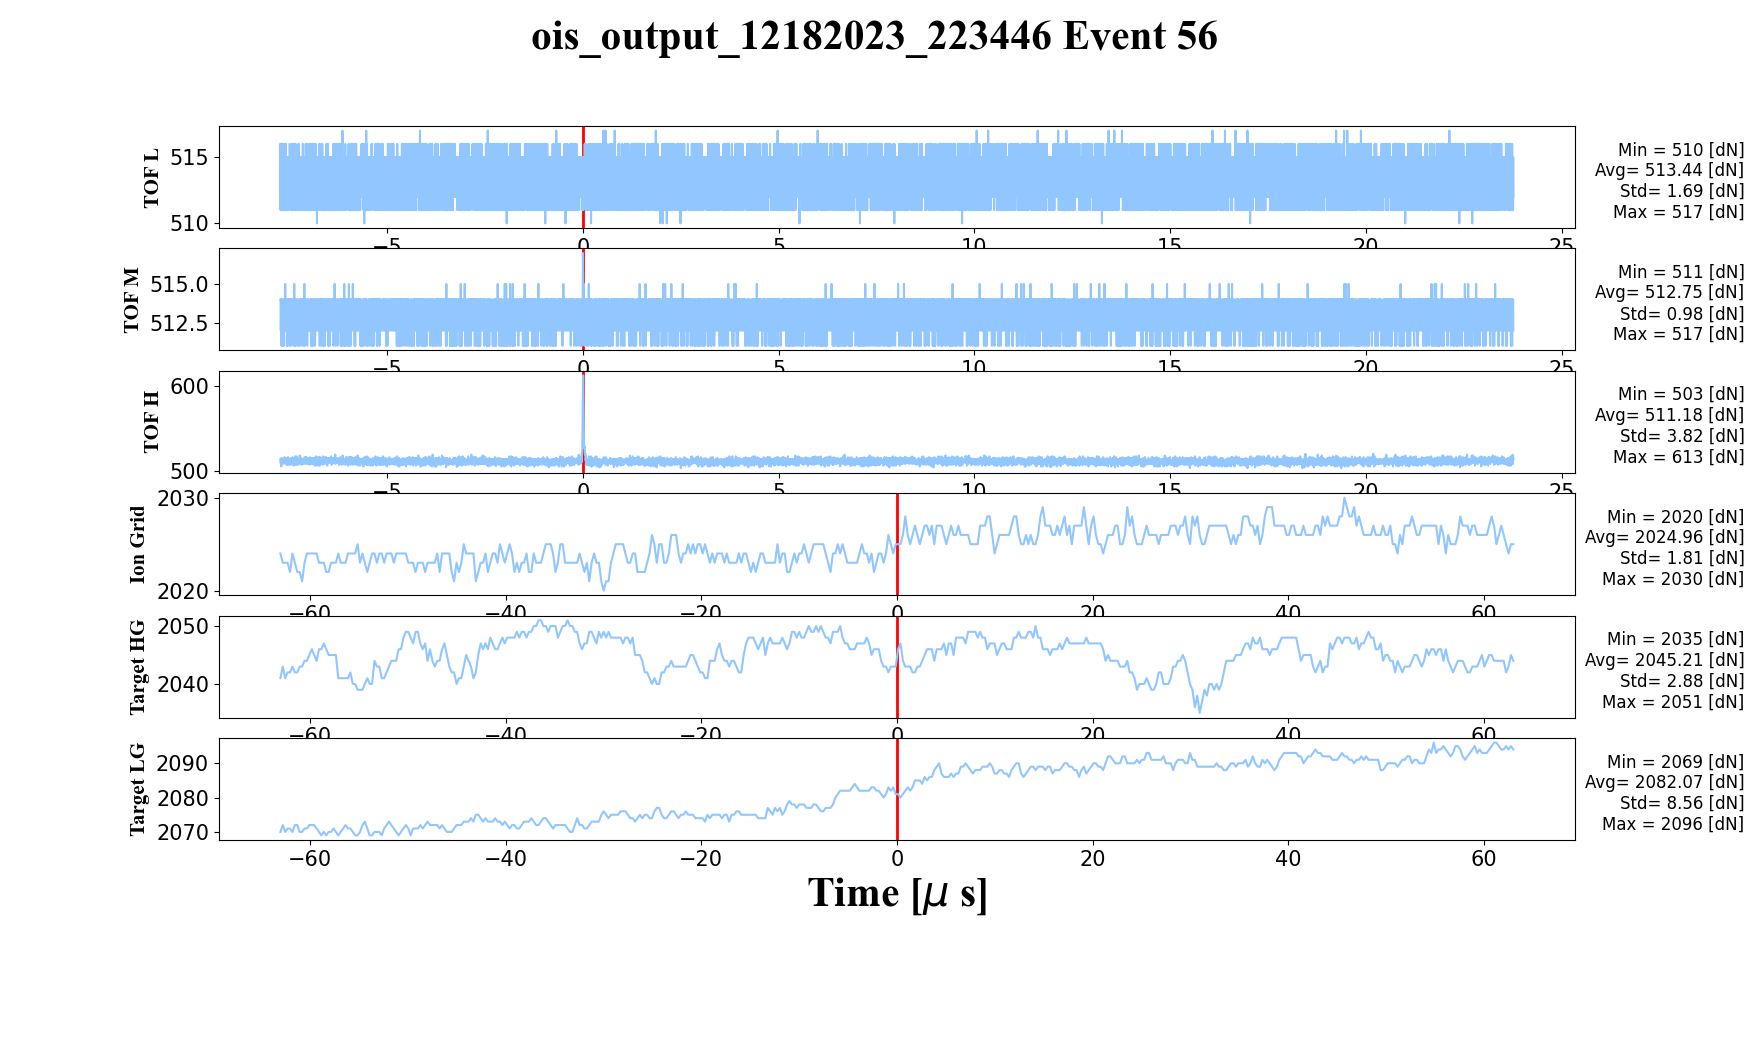 ois_output_12182023_223446 Event 56
TOF L
515
510
−5 0 5 10 15 20 25
Min = 510 [dN]
Avg= 513.44 [dN]
Std= 1.69 [dN]
Max = 517 [dN]
TOF M
515.0
512.5
−5 0 5 10 15 20 25
Min = 511 [dN]
Avg= 512.75 [dN]
Std= 0.98 [dN]
Max = 517 [dN]
TOF H
600
500
−5 0 5 10 15 20 25
Min = 503 [dN]
Avg= 511.18 [dN]
Std= 3.82 [dN]
Max = 613 [dN]
Ion Grid
2030
2020
−60 −40 −20 0 20 40 60
Min = 2020 [dN]
Avg= 2024.96 [dN]
Std= 1.81 [dN]
Max = 2030 [dN]
Target HG
2050
2040
−60 −40 −20 0 20 40 60
Min = 2035 [dN]
Avg= 2045.21 [dN]
Std= 2.88 [dN]
Max = 2051 [dN]
Target LG
2090
2080
2070
−60 −40 −20 0 20 40 60
Min = 2069 [dN]
Avg= 2082.07 [dN]
Std= 8.56 [dN]
Max = 2096 [dN]
Time [μ s]